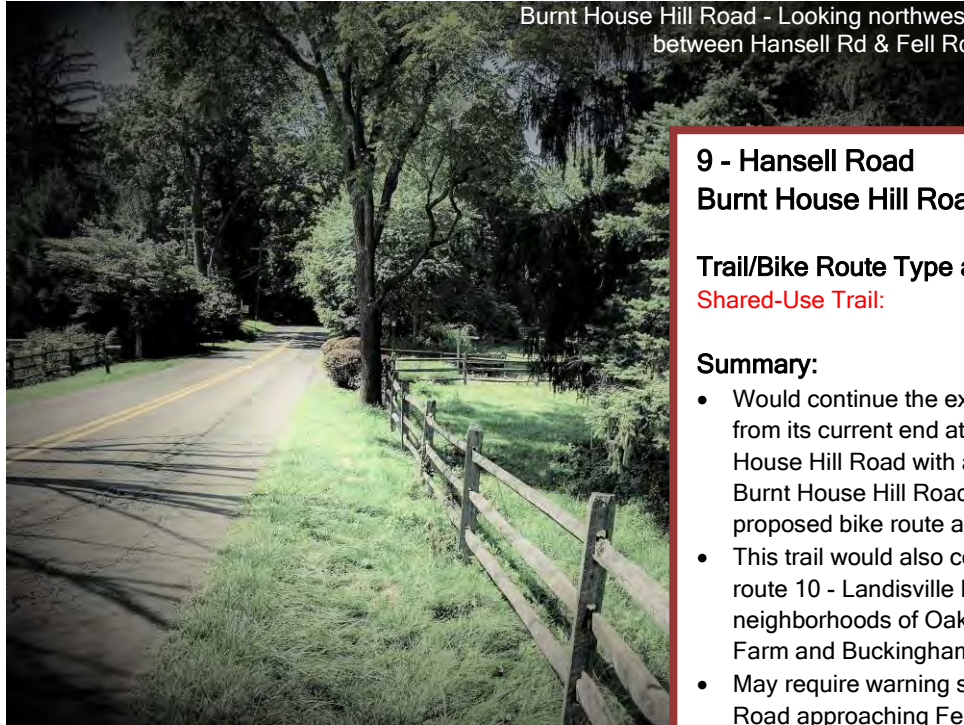 Burnt House Hill Road - Looking northwes
between Hansell Rd & Fell Rd
9 - Hansell Road
Burnt House Hill Roa
Trail/Bike Route Type a
Shared-Use Trail:
Summary:
• Would continue the ex
from its current end at
House Hill Road with a
Burnt House Hill Road
proposed bike route a
• This trail would also co
route 10 - Landisville
neighborhoods of Oak
Farm and Buckingham
• May require warning s
Road approaching Fe